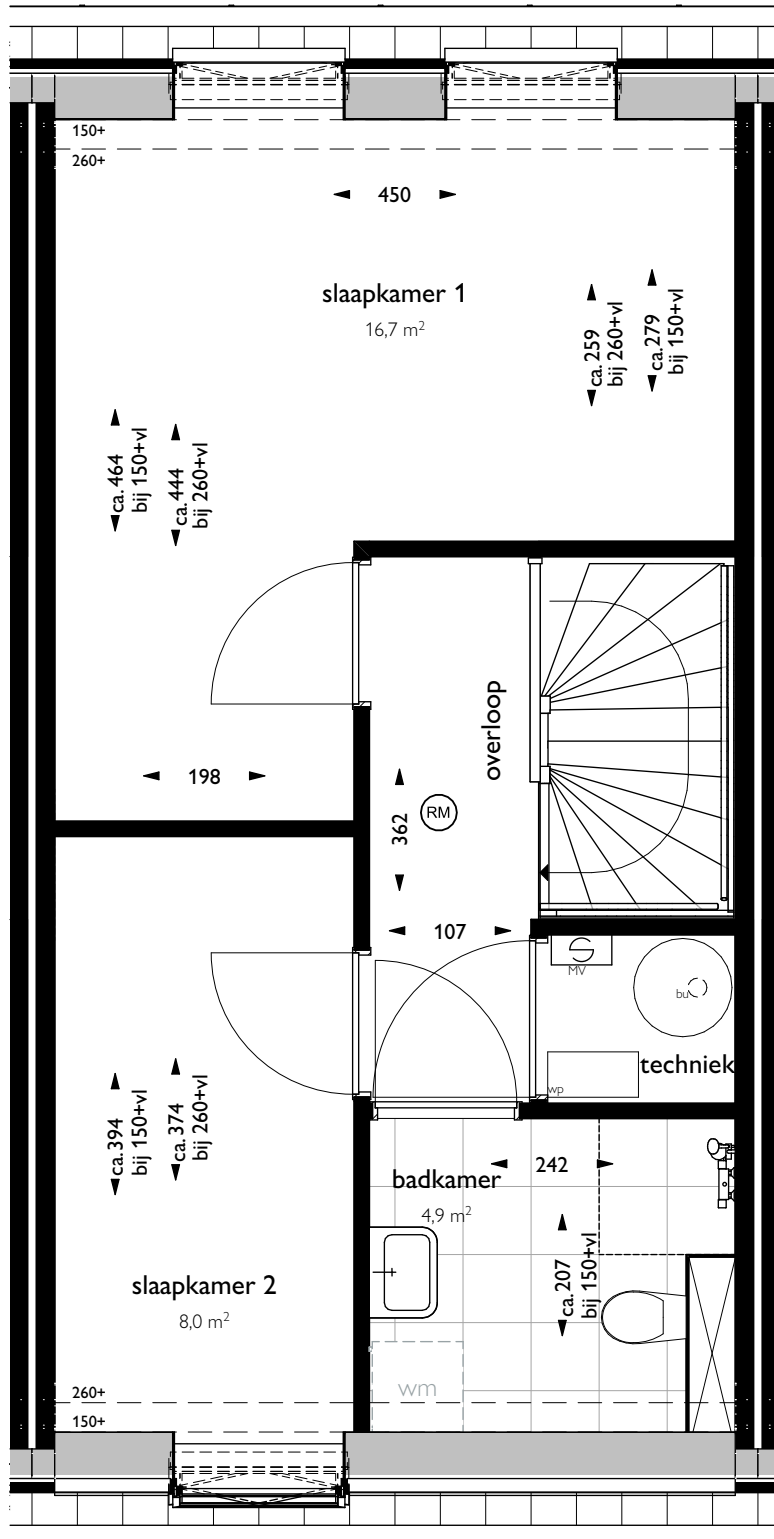 150+
260+
450
slaapkamer 1
16,7 m²
ca.259
bij 260+vl
ca.279
bij 150+vl
ca.464
bij 150+vl
ca.444
bij 260+vl
overloop
198
RM
362
107
MV
bu
techniek
wp
ca.394
bij 150+vl
ca.374
bij 260+vl
badkamer
4,9 m²
242
ca.207
bij 150+vl
slaapkamer 2
8,0 m²
wm
260+
150+